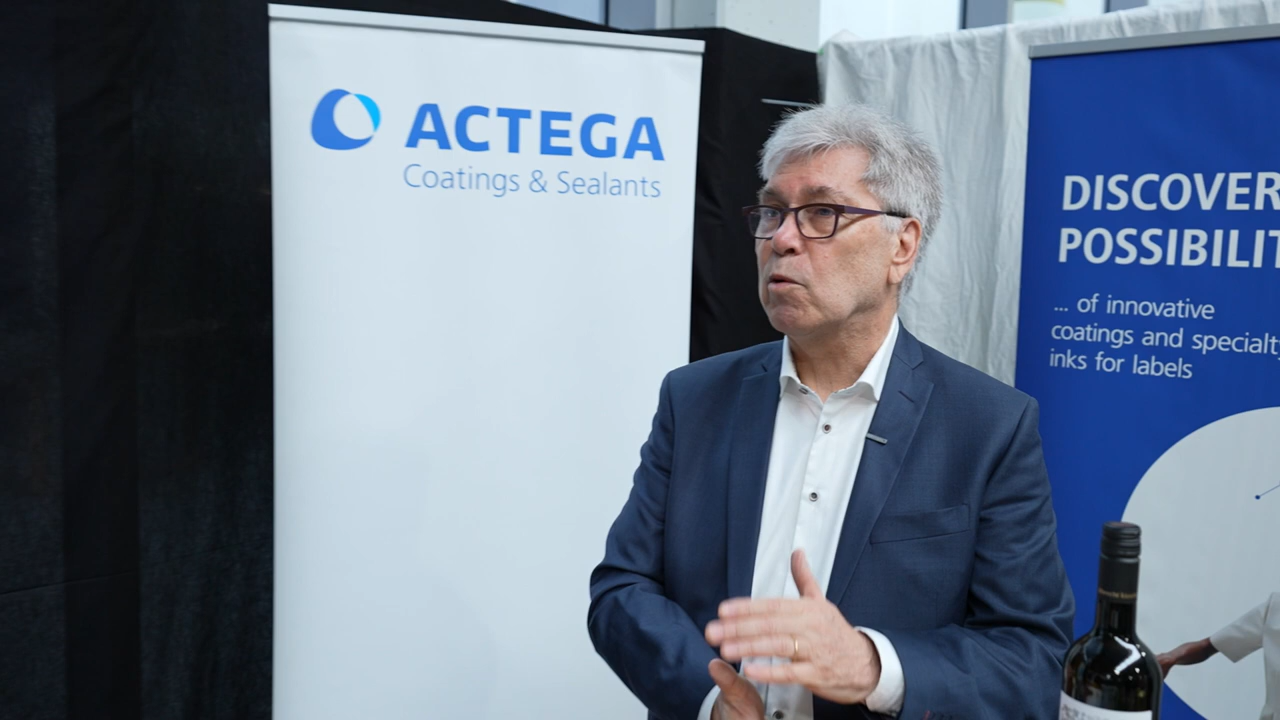 ACTEGA
Coatings & Sealants
DISCOVER
POSSIBILIT
... of innovative
coatings and specialty
inks for labels